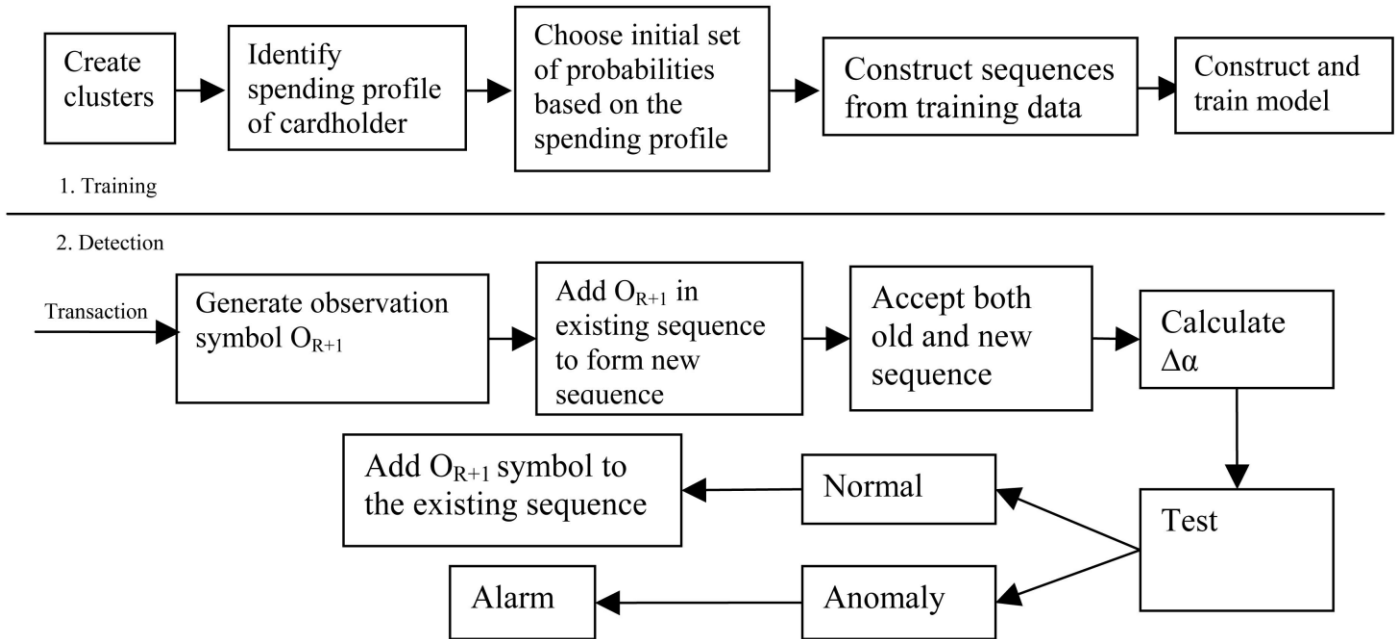 Create
clusters
Identify
spending profile
of cardholder
Choose initial set
of probabilities
based on the
spending profile
Construct sequences
from training data
Construct and
train model
1. Training
2. Detection
Transaction
Generate observation
symbol O_{R+1}
Add O_{R+1} in
existing sequence
to form new
sequence
Accept both
old and new
sequence
Calculate
Δα
Add O_{R+1} symbol to
the existing sequence
Normal
Test
Alarm
Anomaly